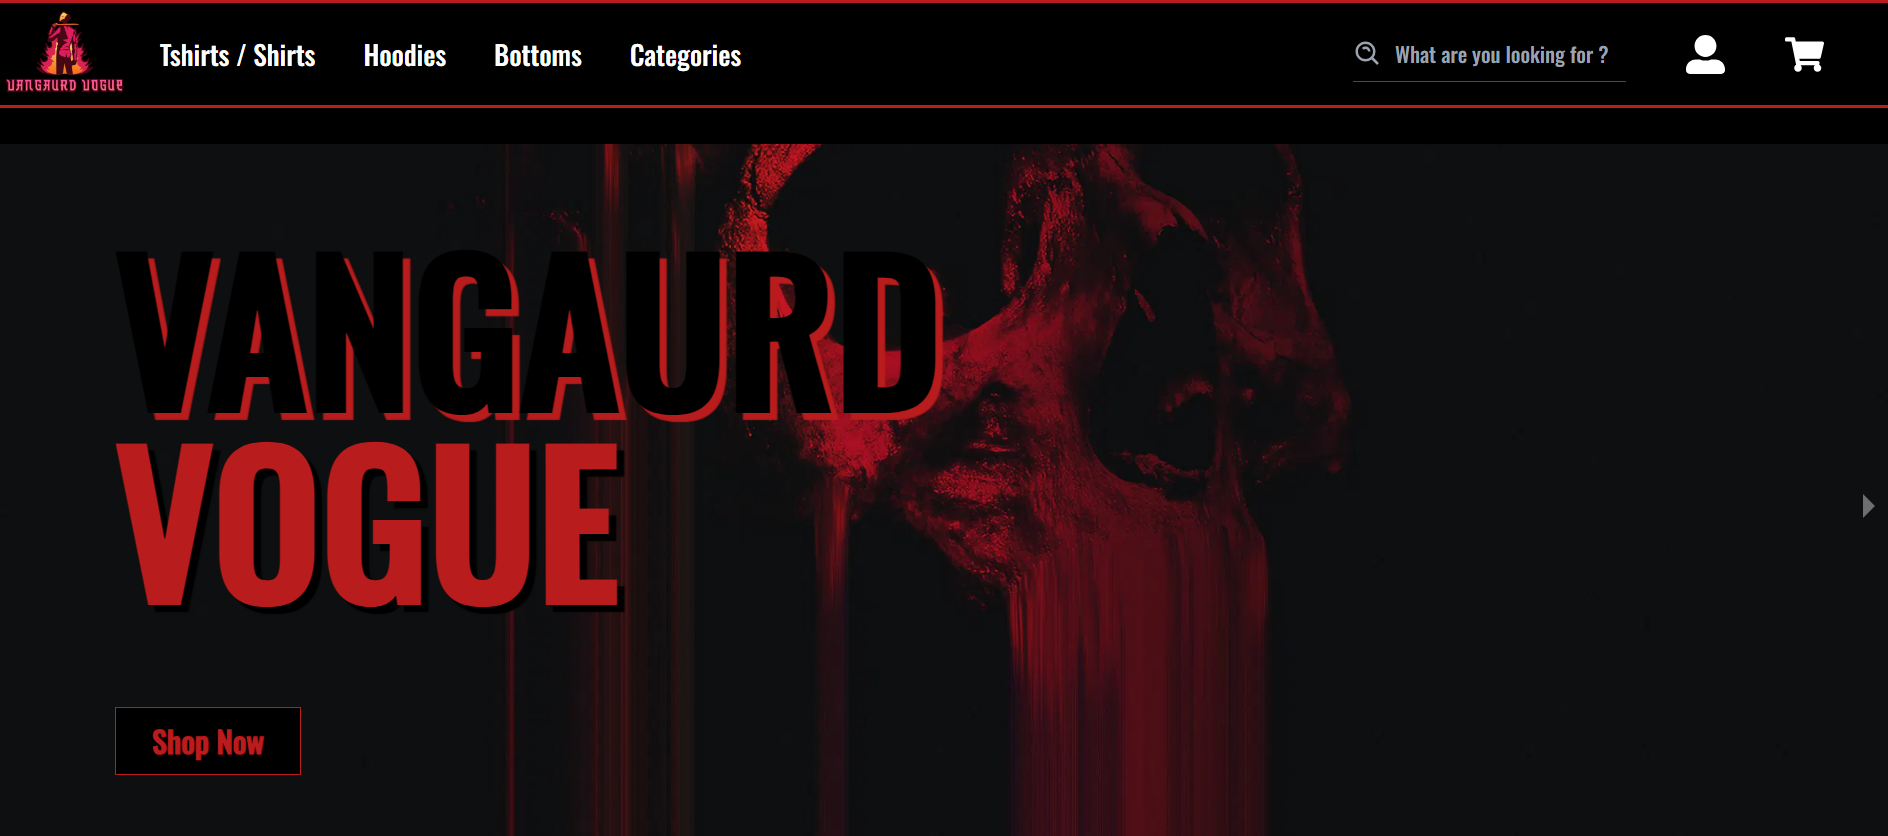 VANGAURD VOGUE
Tshirts / Shirts
Hoodies
Bottoms
Categories
What are you looking for ?
VANGAURD
VOGUE
Shop Now